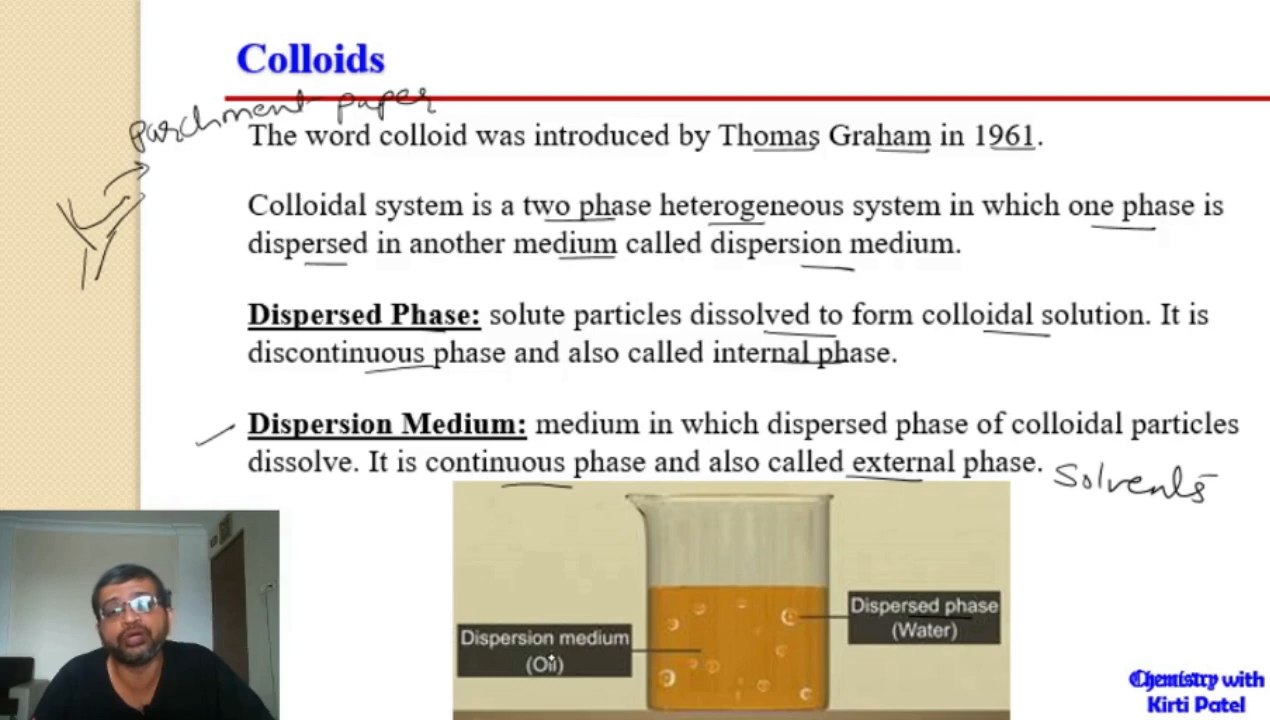 Colloids
parchment paper
The word colloid was introduced by Thomas Graham in 1961.
Colloidal system is a two phase heterogeneous system in which one phase is
dispersed in another medium called dispersion medium.
Dispersed Phase: solute particles dissolved to form colloidal solution. It is
discontinuous phase and also called internal phase.
Dispersion Medium: medium in which dispersed phase of colloidal particles
dissolve. It is continuous phase and also called external phase.
Solvents
Dispersed phase
(Water)
Dispersion medium
(Oil)
Chemistry with
Kirti Patel